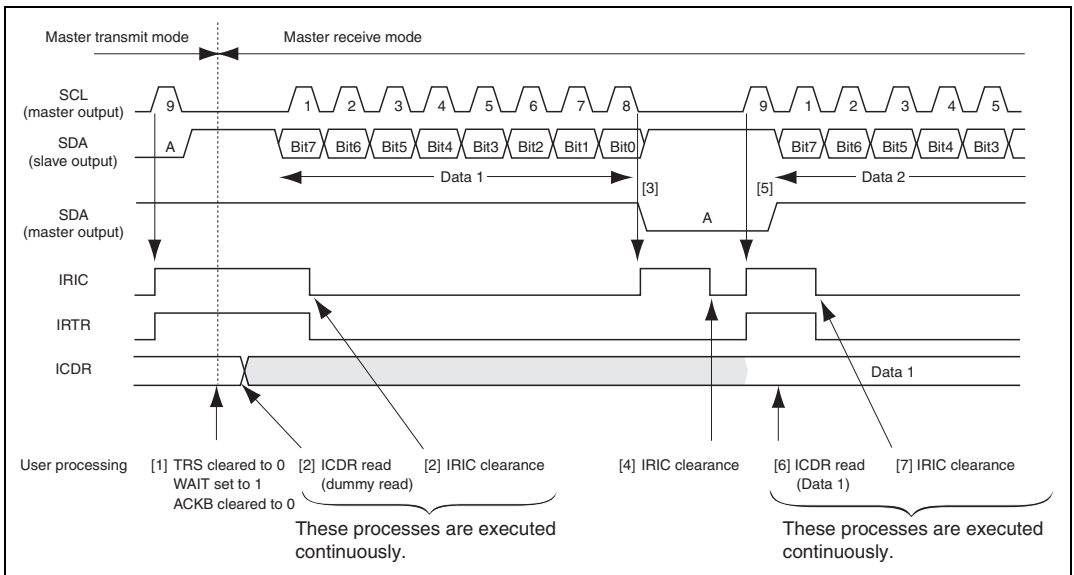 Master transmit mode Master receive mode
SCL
(master output)
9 1 2 3 4 5 6 7 8 9 1 2 3 4 5
SDA
(slave output)
A Bit7 Bit6 Bit5 Bit4 Bit3 Bit2 Bit1 Bit0 Bit7 Bit6 Bit5 Bit4 Bit3
Data 1 [3] [5] Data 2
SDA
(master output)
A
IRIC
IRTR
ICDR
Data 1
User processing [1] TRS cleared to 0 [2] ICDR read [2] IRIC clearance [4] IRIC clearance [6] ICDR read [7] IRIC clearance
WAIT set to 1 (dummy read) (Data 1)
ACKB cleared to 0
These processes are executed These processes are executed
continuously. continuously.